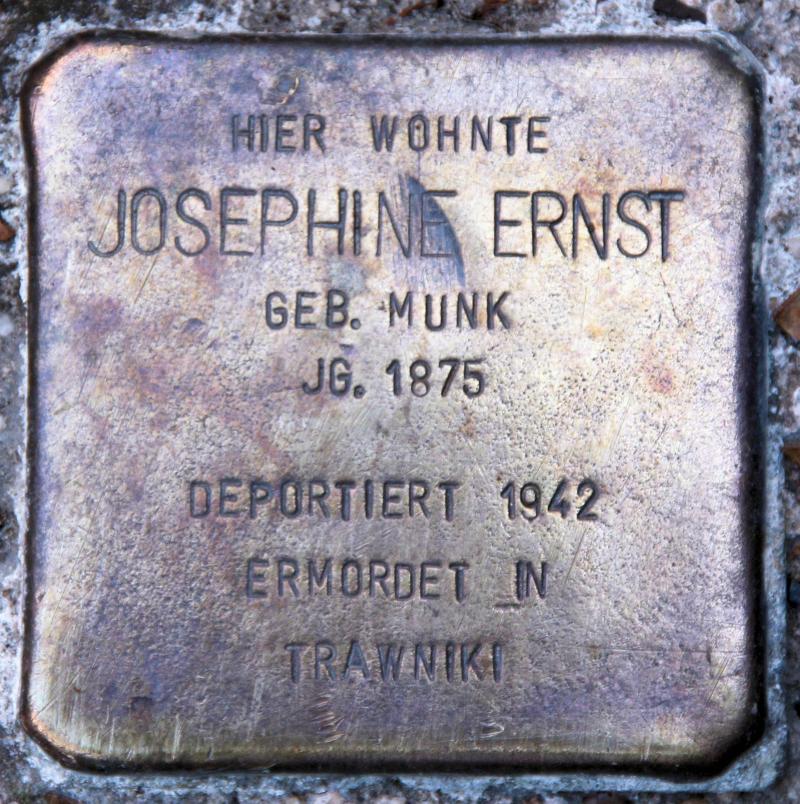 HIER WOHNTE
JOSEPHINE ERNST
GEB. MUNK
JG. 1875
DEPORTIERT 1942
ERMORDET IN
TRAWNIKI